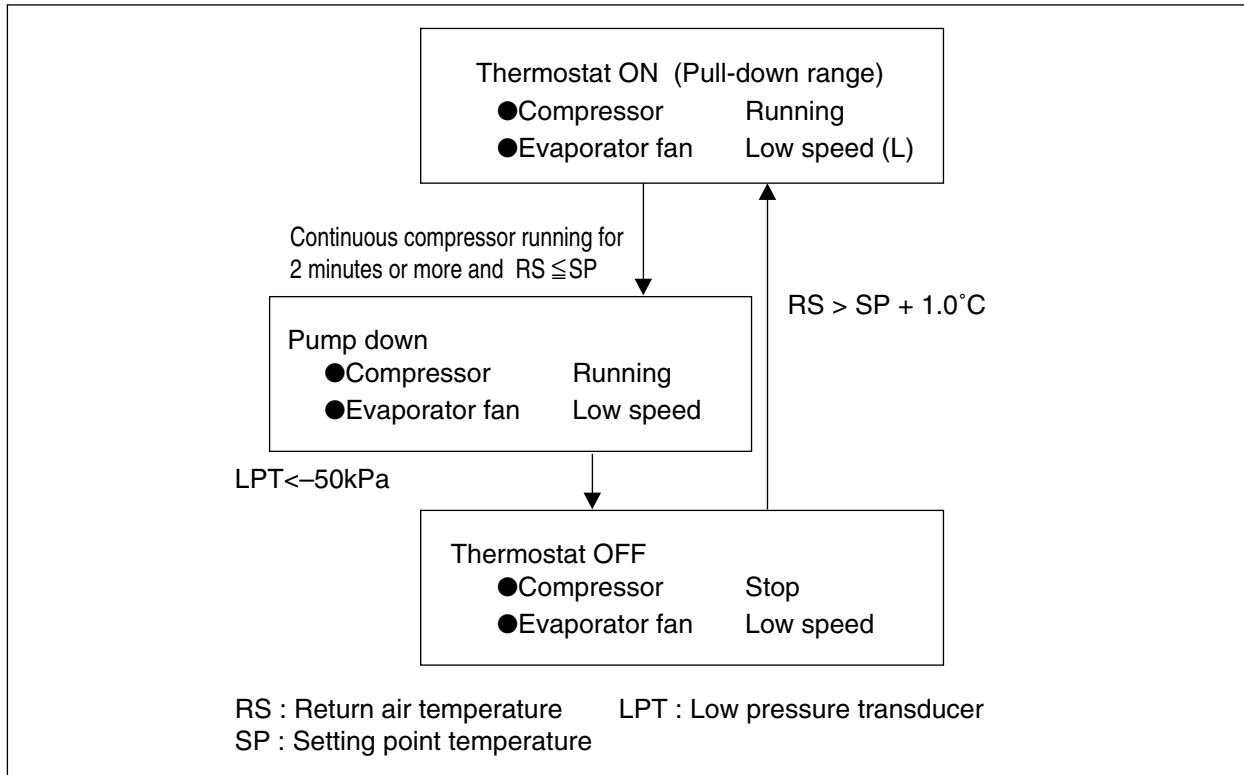 Thermostat ON (Pull-down range)
●Compressor Running
●Evaporator fan Low speed (L)
Continuous compressor running for
2 minutes or more and RS ≦SP
RS > SP + 1.0˚C
Pump down
●Compressor Running
●Evaporator fan Low speed
LPT<–50kPa
Thermostat OFF
●Compressor Stop
●Evaporator fan Low speed
RS : Return air temperature LPT : Low pressure transducer
SP : Setting point temperature